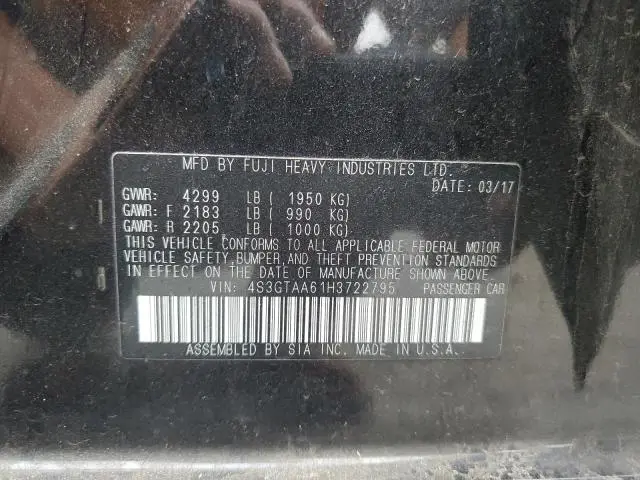 MFD BY FUJI HEAVY INDUSTRIES LTD.
DATE: 03/17
GVWR: 4299 LB ( 1950 KG)
GAWR: F 2183 LB ( 990 KG)
GAWR: R 2205 LB ( 1000 KG)
THIS VEHICLE CONFORMS TO ALL APPLICABLE FEDERAL MOTOR
VEHICLE SAFETY, BUMPER, AND THEFT PREVENTION STANDARDS
IN EFFECT ON THE DATE OF MANUFACTURE SHOWN ABOVE.
VIN: 4S3GTAA61H3722795 PASSENGER CAR
ASSEMBLED BY SIA INC. MADE IN U.S.A.